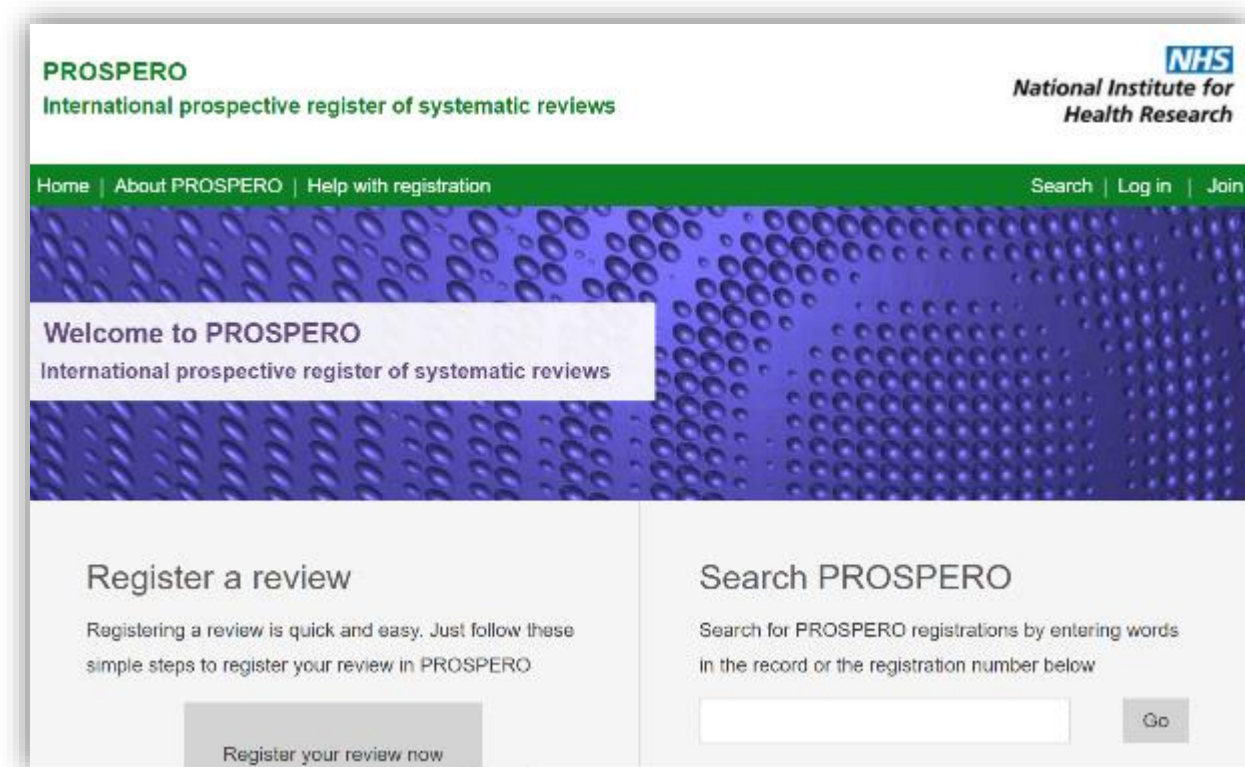 PROSPERO
International prospective register of systematic reviews
NHS
National Institute for
Health Research
Home | About PROSPERO | Help with registration
Search | Log in | Join
Welcome to PROSPERO
International prospective register of systematic reviews
Register a review
Registering a review is quick and easy. Just follow these
simple steps to register your review in PROSPERO
Register your review now
Search PROSPERO
Search for PROSPERO registrations by entering words
in the record or the registration number below
Go